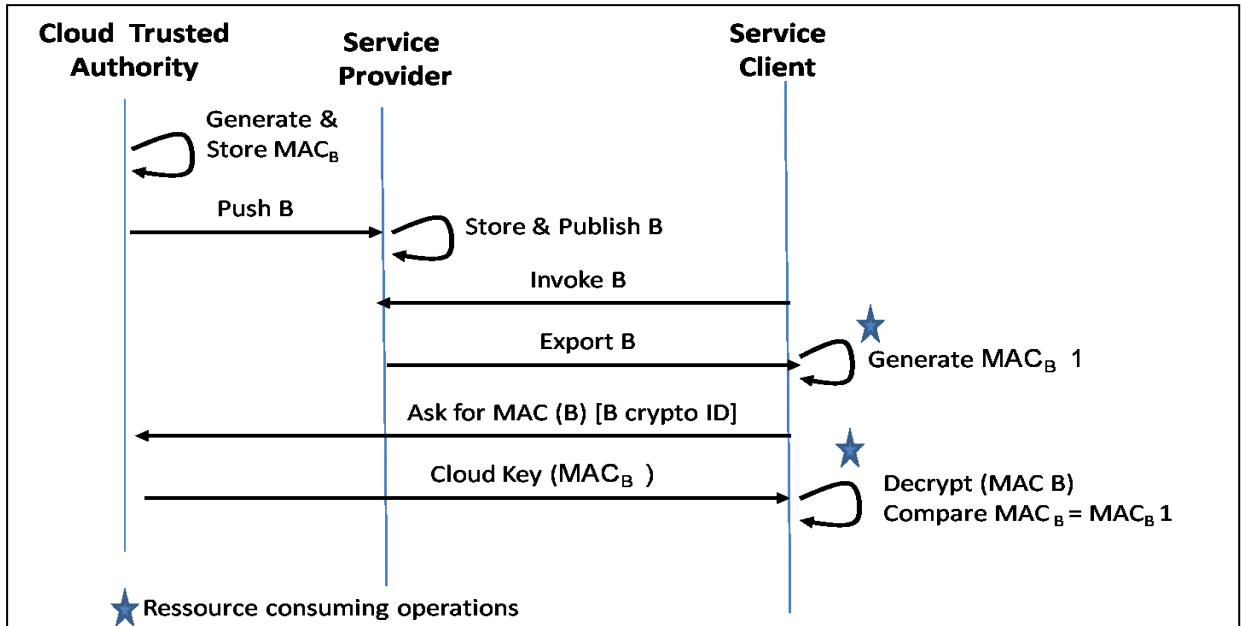 Cloud Trusted
Authority
Service
Provider
Service
Client
Generate &
Store MACB
Push B
Store & Publish B
Invoke B
Export B
Generate MACB 1
Ask for MAC (B) [B crypto ID]
Cloud Key (MACB )
Decrypt (MAC B)
Compare MAC B = MACB 1
Ressource consuming operations